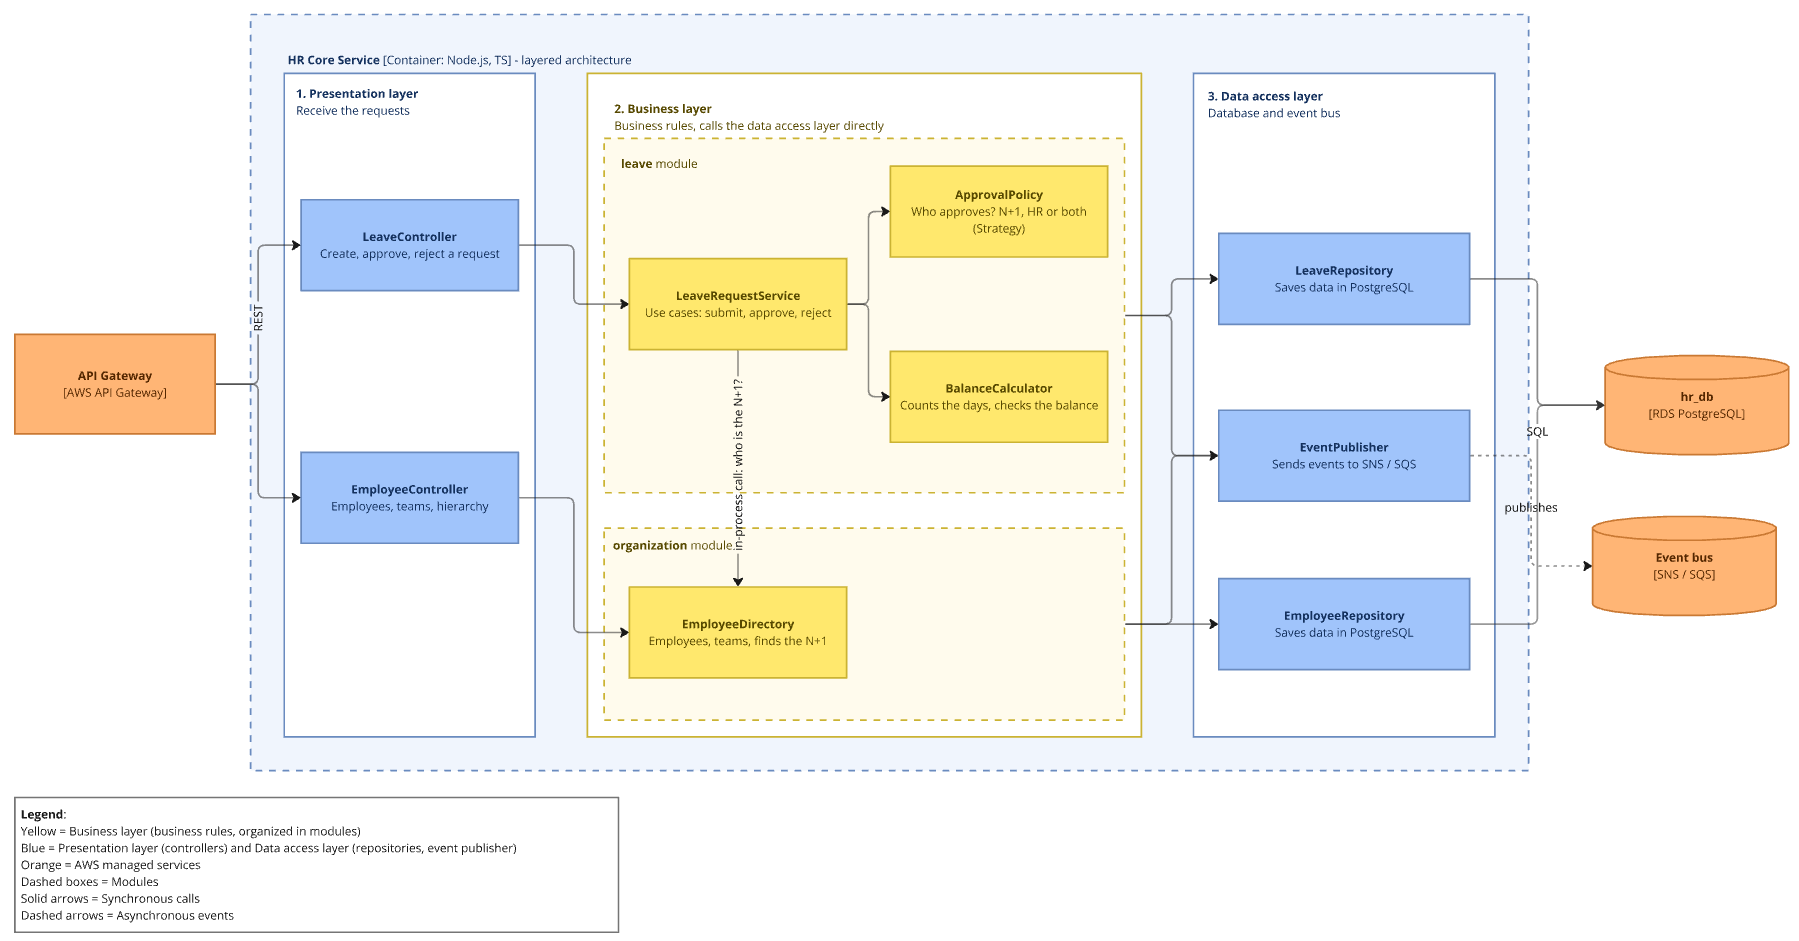 HR Core Service [Container: Node.js, TS] - layered architecture
1. Presentation layer
Receive the requests
LeaveController
Create, approve, reject a request
REST
API Gateway
[AWS API Gateway]
EmployeeController
Employees, teams, hierarchy
2. Business layer
Business rules, calls the data access layer directly
leave module
ApprovalPolicy
Who approves? N+1, HR or both
(Strategy)
LeaveRequestService
Use cases: submit, approve, reject
BalanceCalculator
Counts the days, checks the balance
in-process call: who is the N+1?
organization module
EmployeeDirectory
Employees, teams, finds the N+1
3. Data access layer
Database and event bus
LeaveRepository
Saves data in PostgreSQL
EventPublisher
Sends events to SNS / SQS
EmployeeRepository
Saves data in PostgreSQL
hr_db
[RDS PostgreSQL]
SQL
publishes
Event bus
[SNS / SQS]
Legend:
Yellow = Business layer (business rules, organized in modules)
Blue = Presentation layer (controllers) and Data access layer (repositories, event publisher)
Orange = AWS managed services
Dashed boxes = Modules
Solid arrows = Synchronous calls
Dashed arrows = Asynchronous events